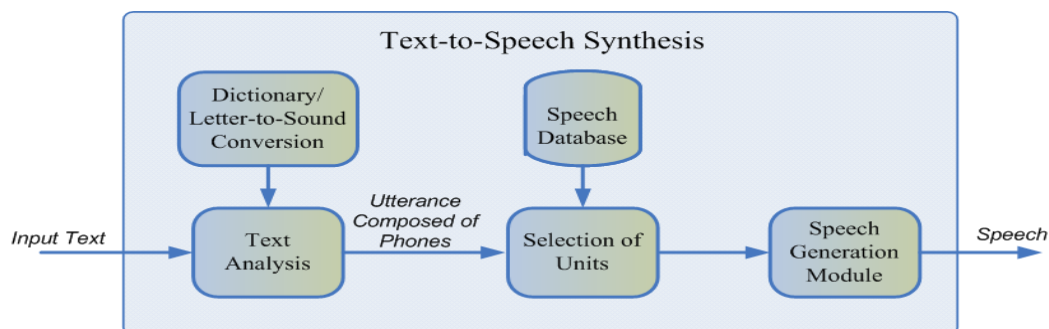 Text-to-Speech Synthesis
Dictionary/
Letter-to-Sound
Conversion
Speech
Database
Input Text
Text
Analysis
Utterance
Composed of
Phones
Selection of
Units
Speech
Generation
Module
Speech